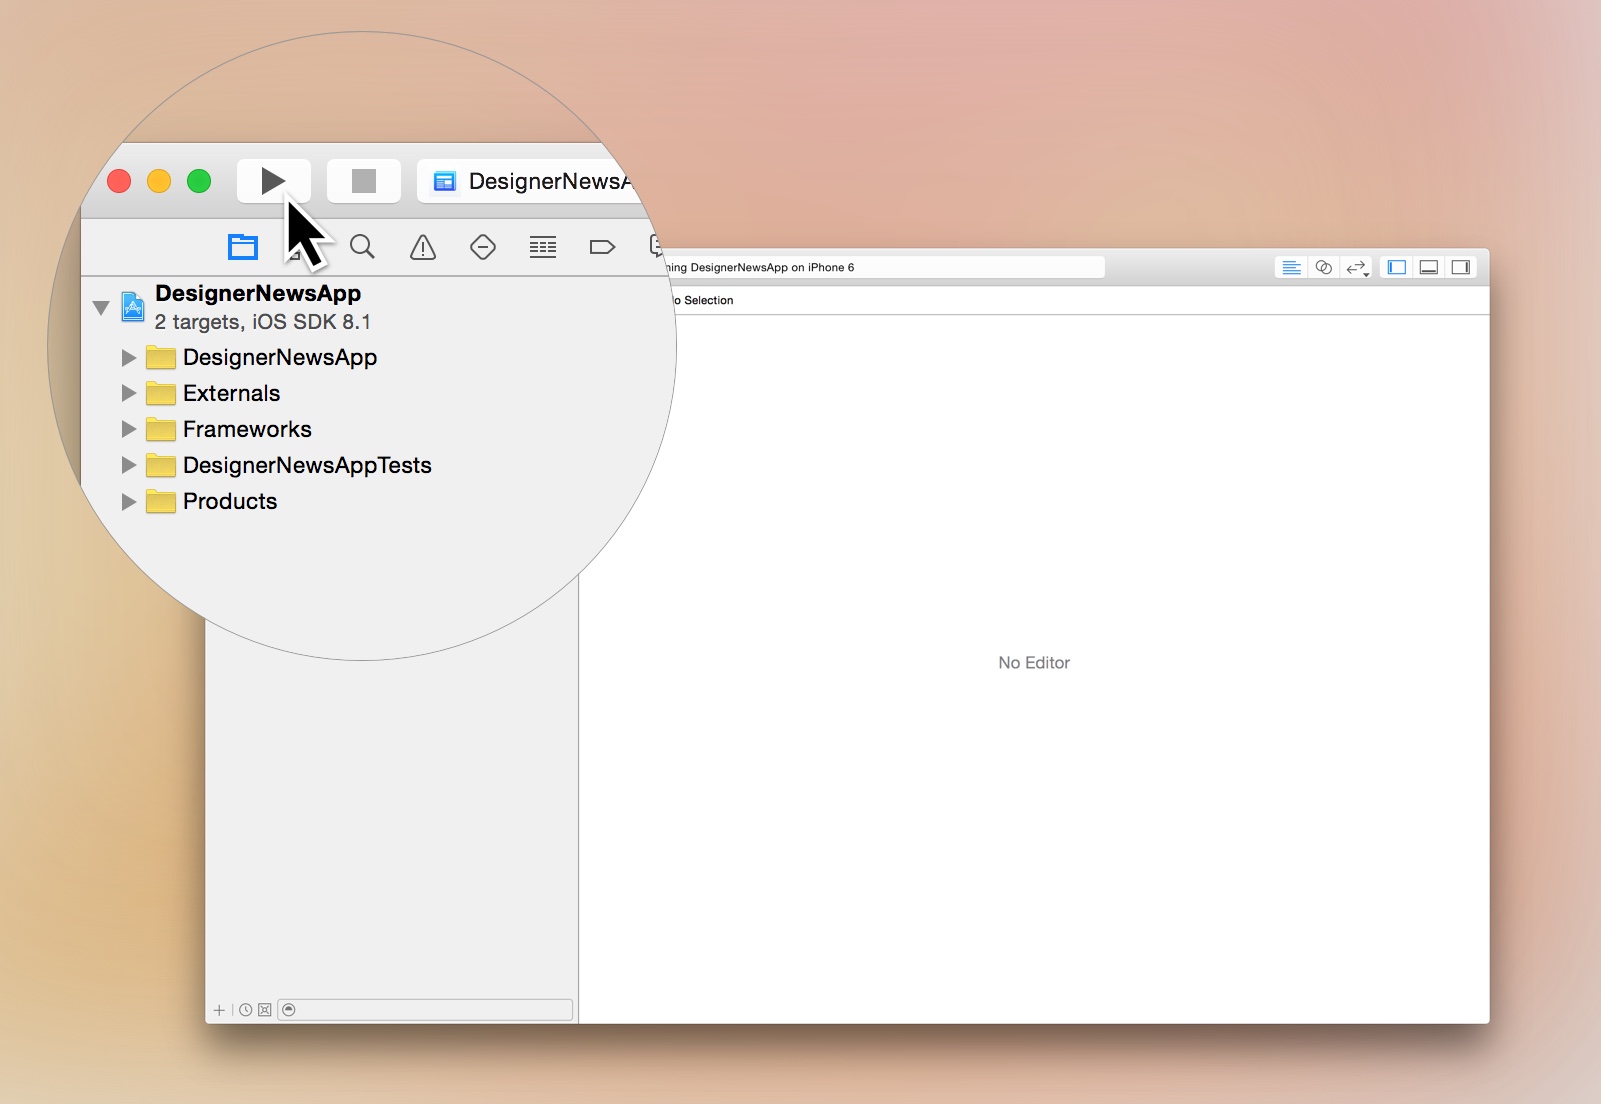 DesignerNewsA
ning DesignerNewsApp on iPhone 6
DesignerNewsApp
o Selection
2 targets, iOS SDK 8.1
DesignerNewsApp
Externals
Frameworks
DesignerNewsAppTests
Products
No Editor